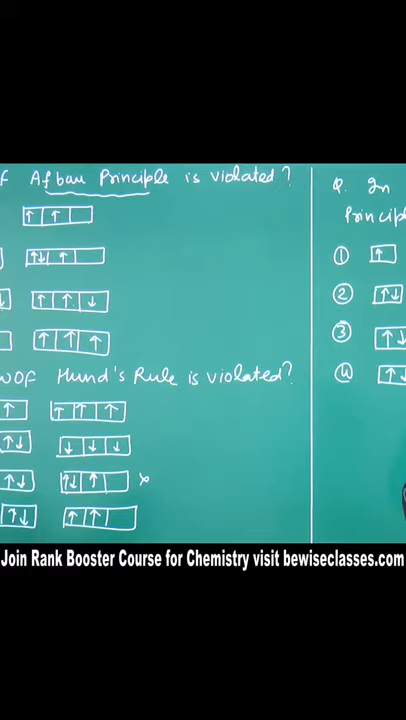 F Afbau Principle is violated?
↑ ↑
↑↓ ↑
↓ ↑ ↑ ↓
↑ ↑ ↑
WOF Hund's Rule is violated?
↑ ↑ ↑ ↑
↑↓ ↓ ↓ ↓
↑↓ ↑↓ ↑ ×
↑↓ ↑ ↑
Q. In
Principl
① ↑
② ↑↓
③ ↑↓
④ ↑↓
Join Rank Booster Course for Chemistry visit bewiseclasses.com